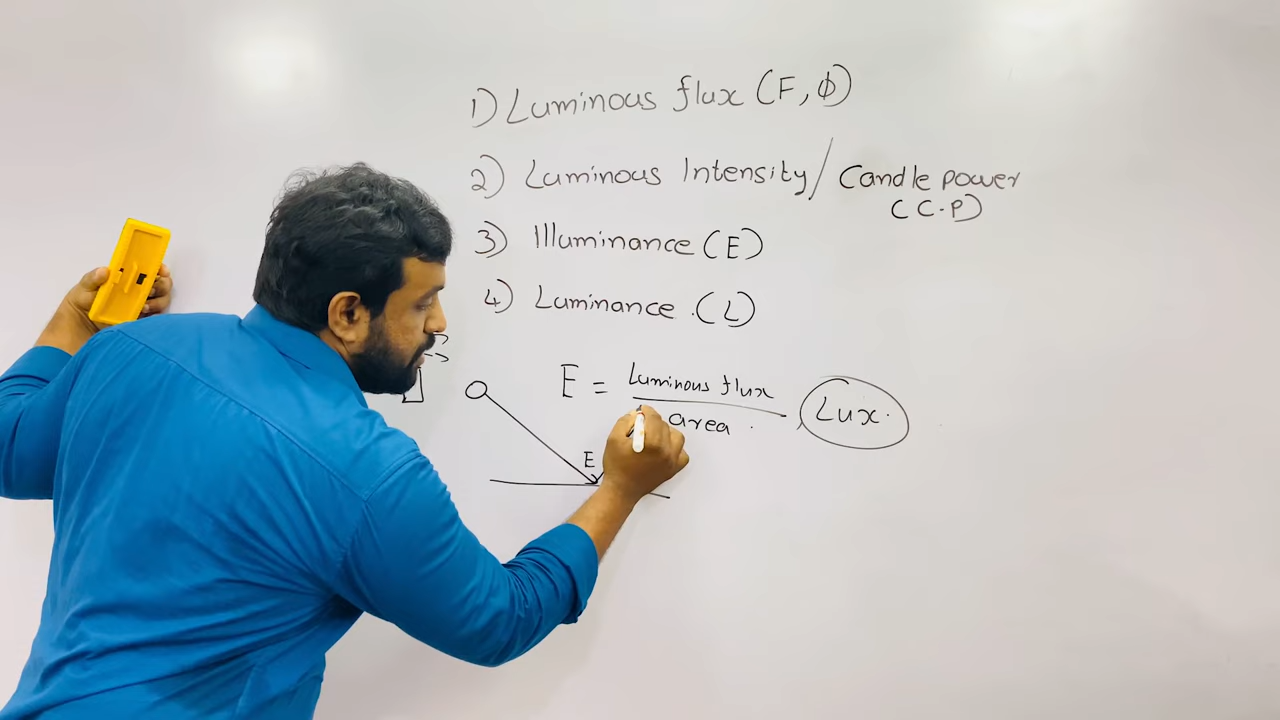 1) Luminous flux (F, Φ)
2) Luminous Intensity / Candle power
(C.P)
3) Illuminance (E)
4) Luminance . (L)
E = Luminous flux
area .
Lux.
E